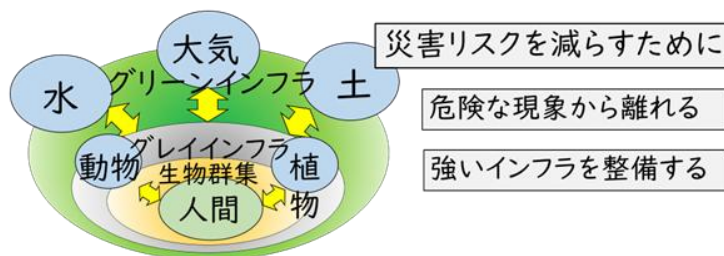 大気
水
グリーンインフラ
土
動物
グレイインフラ
植物
生物群集
人間
災害リスクを減らすために
危険な現象から離れる
強いインフラを整備する